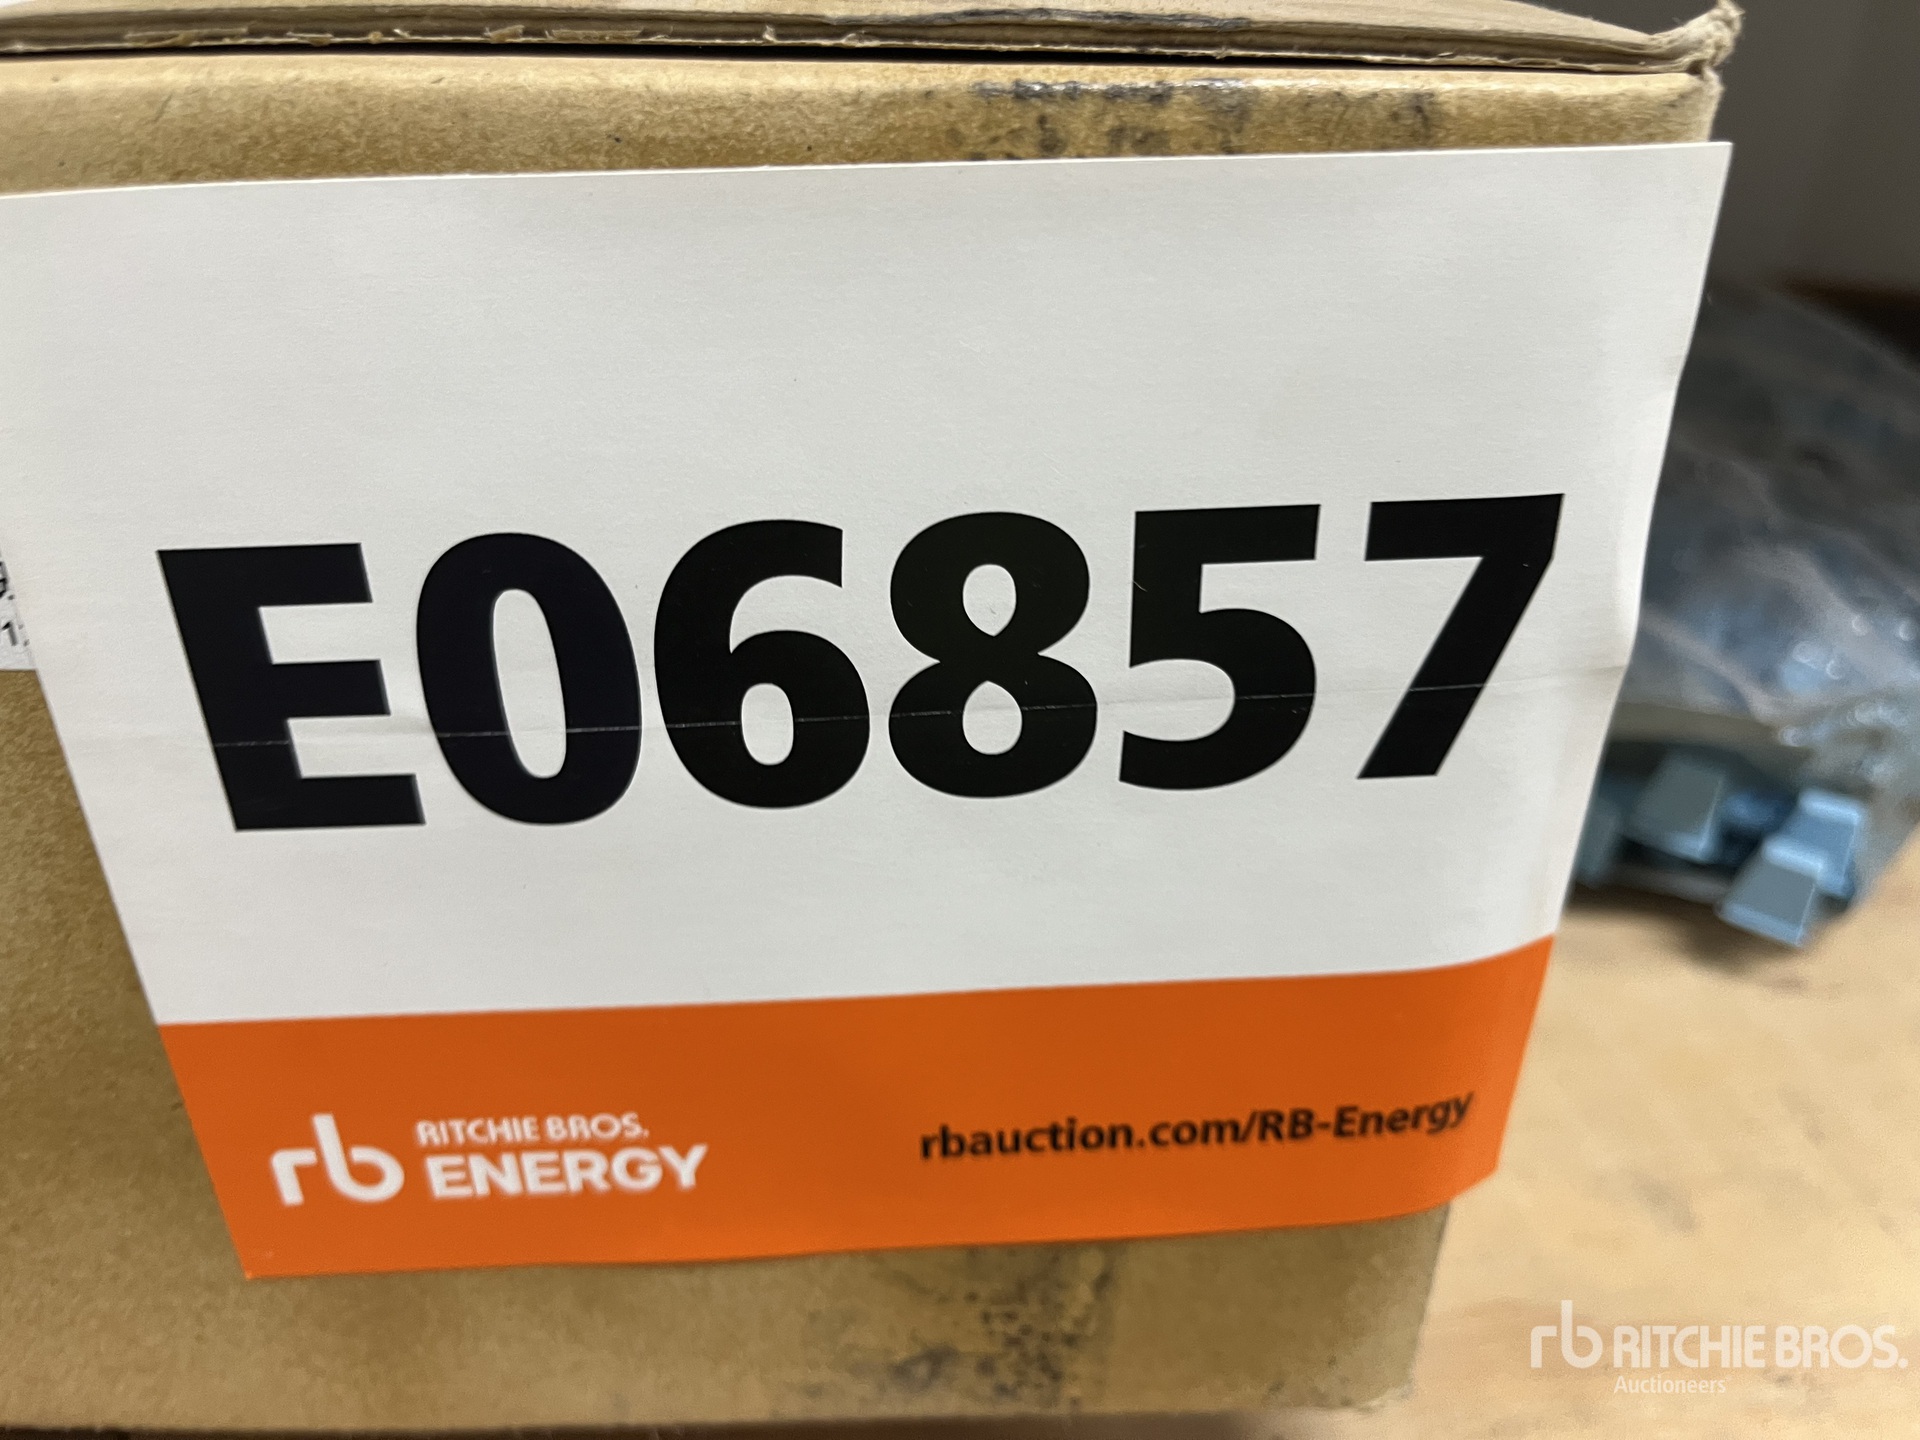 E06857
rb RITCHIE BROS.
ENERGY
rbauction.com/RB-Energy
rb RITCHIE BROS.
Auctioneers